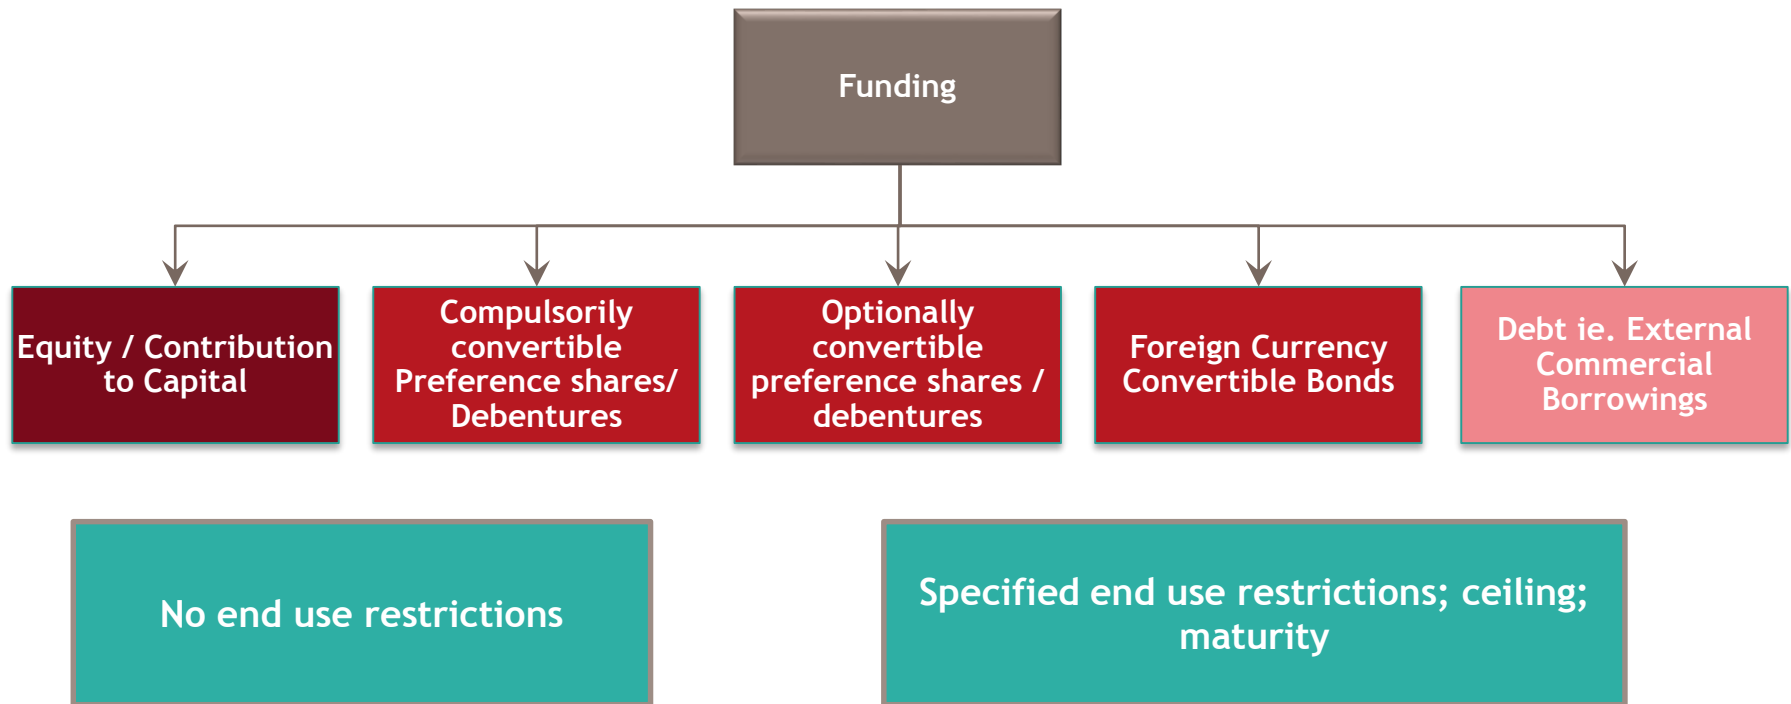 Funding
Equity / Contribution
to Capital
Compulsorily
convertible
Preference shares/
Debentures
Optionally
convertible
preference shares /
debentures
Foreign Currency
Convertible Bonds
Debt ie. External
Commercial
Borrowings
No end use restrictions
Specified end use restrictions; ceiling;
maturity